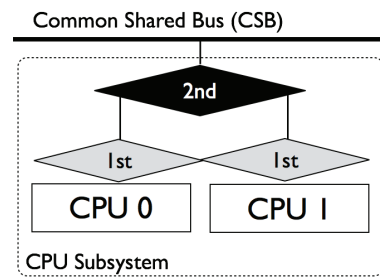 Common Shared Bus (CSB)
2nd
1st 1st
CPU 0 CPU 1
CPU Subsystem